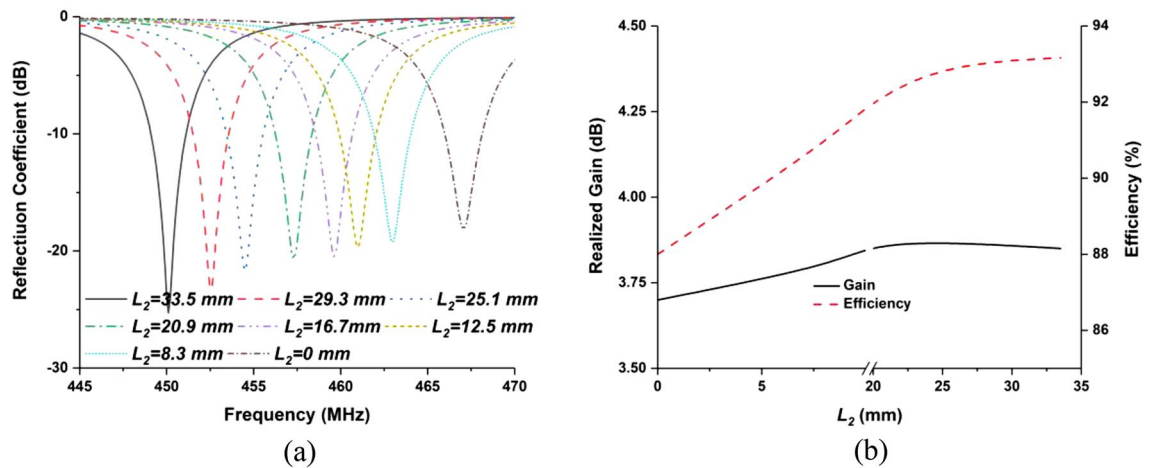 0
-10
-20
-30
Reflectiuon Coefficient (dB)
L2=33.5 mm L2=29.3 mm L2=25.1 mm
L2=20.9 mm L2=16.7mm L2=12.5 mm
L2=8.3 mm L2=0 mm
445 450 455 460 465 470
Frequency (MHz)
(a)
4.50
4.25
4.00
3.75
3.50
Realized Gain (dB)
Gain
Efficiency
94
92
90
88
86
Efficiency (%)
0 5 20 25 30 35
L2 (mm)
(b)